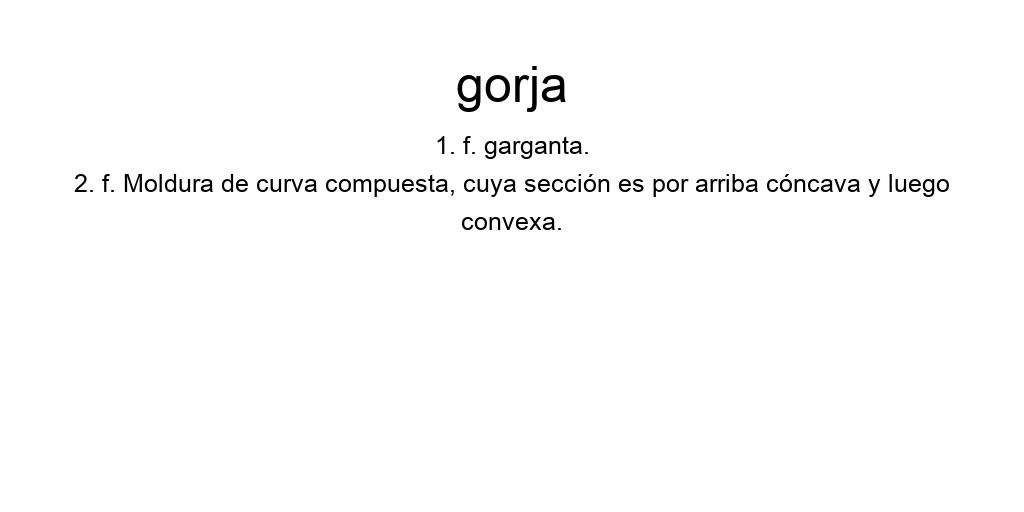 gorja
1. f. garganta.
2. f. Moldura de curva compuesta, cuya sección es por arriba cóncava y luego
convexa.